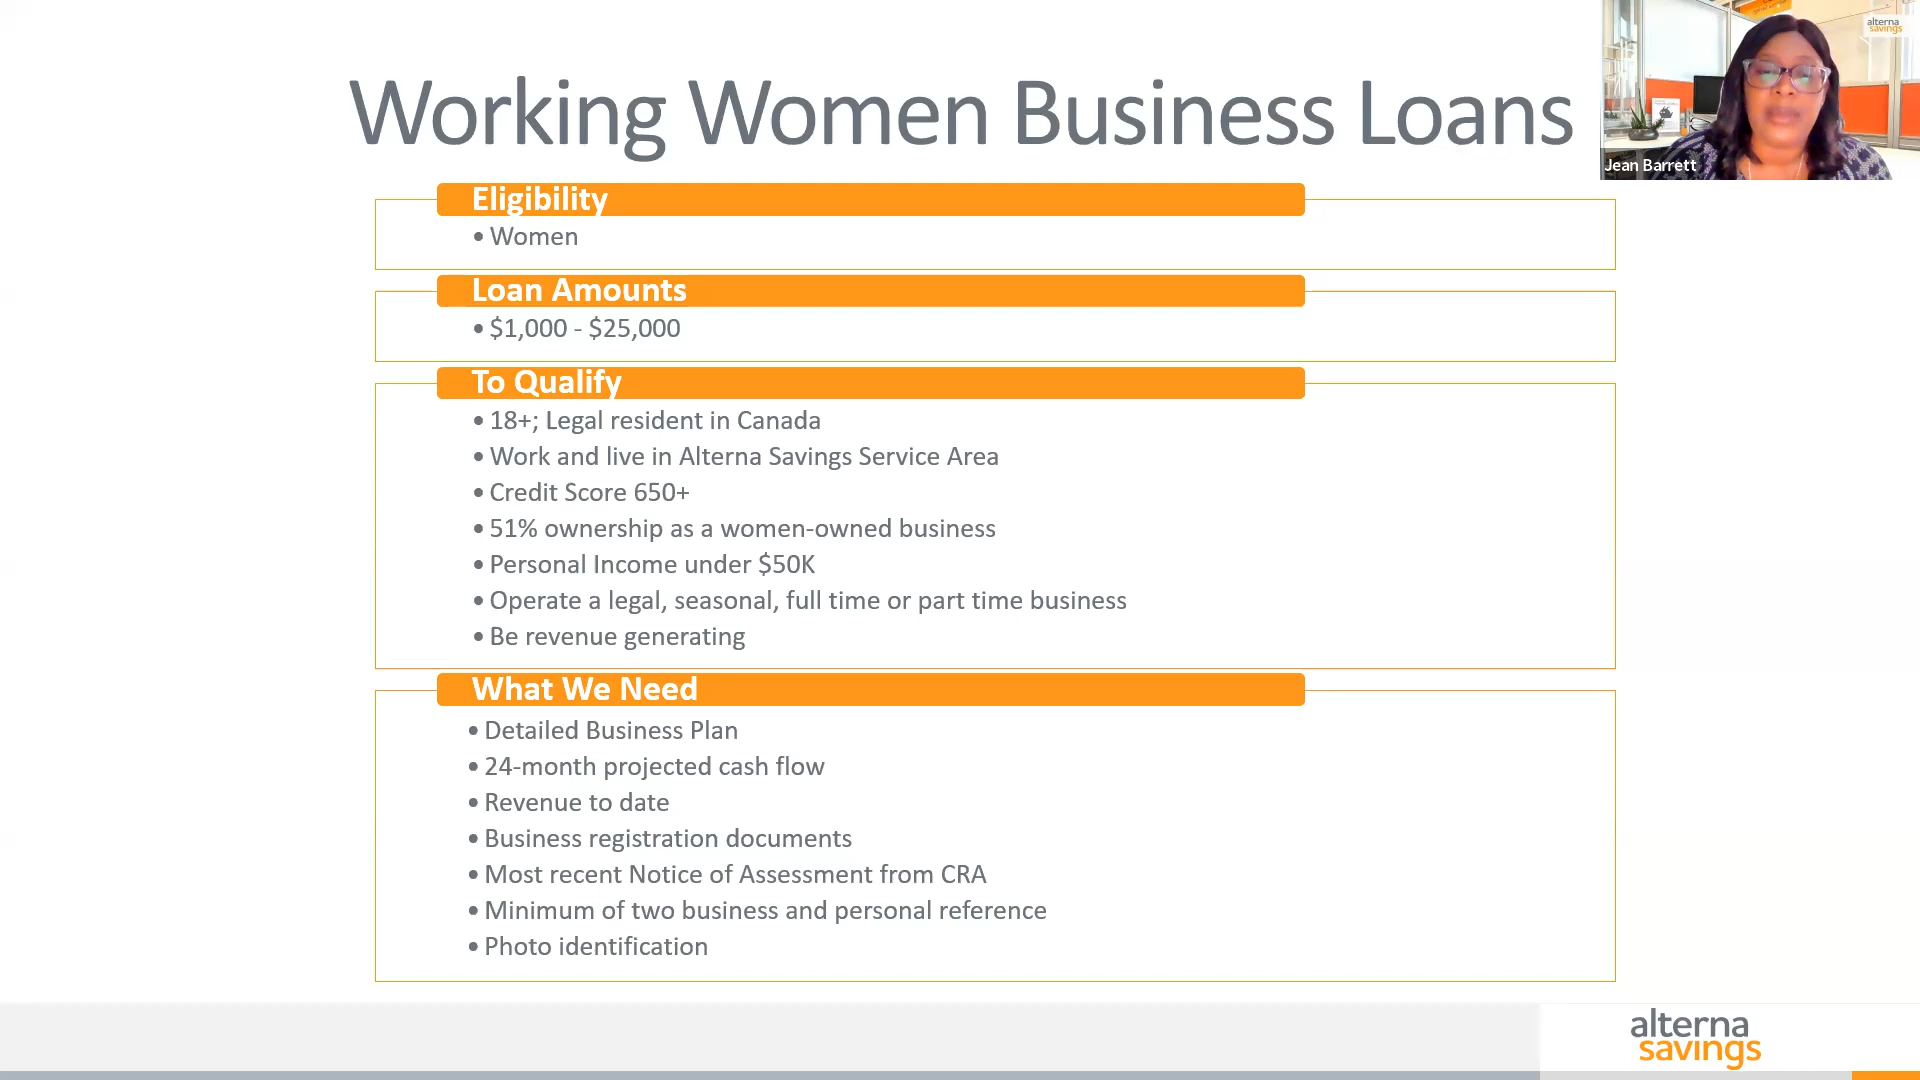 Working Women Business Loans
alterna
savings
Jean Barrett
Eligibility
• Women
Loan Amounts
• $1,000 - $25,000
To Qualify
• 18+; Legal resident in Canada
• Work and live in Alterna Savings Service Area
• Credit Score 650+
• 51% ownership as a women-owned business
• Personal Income under $50K
• Operate a legal, seasonal, full time or part time business
• Be revenue generating
What We Need
• Detailed Business Plan
• 24-month projected cash flow
• Revenue to date
• Business registration documents
• Most recent Notice of Assessment from CRA
• Minimum of two business and personal reference
• Photo identification
alterna
savings